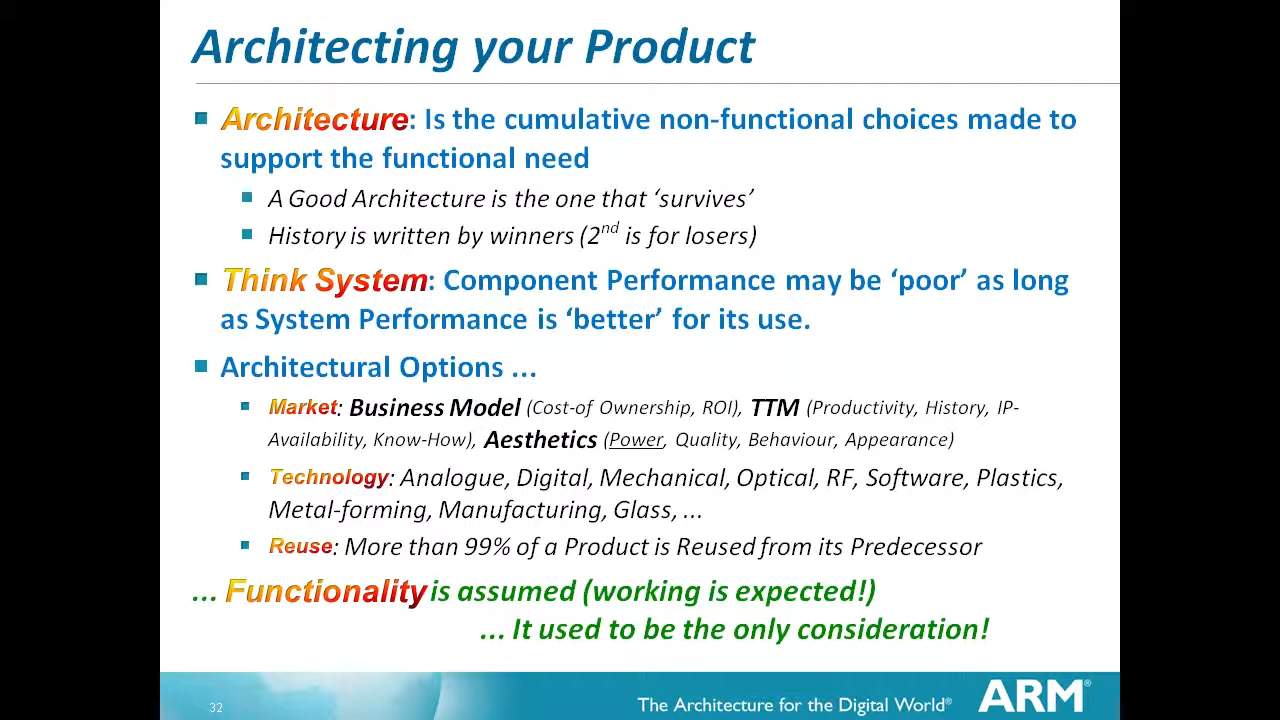 Architecting your Product
Architecture: Is the cumulative non-functional choices made to
support the functional need
A Good Architecture is the one that ‘survives’
History is written by winners (2nd is for losers)
Think System: Component Performance may be ‘poor’ as long
as System Performance is ‘better’ for its use.
Architectural Options ...
Market: Business Model (Cost-of Ownership, ROI), TTM (Productivity, History, IP-
Availability, Know-How), Aesthetics (Power, Quality, Behaviour, Appearance)
Technology: Analogue, Digital, Mechanical, Optical, RF, Software, Plastics,
Metal-forming, Manufacturing, Glass, ...
Reuse: More than 99% of a Product is Reused from its Predecessor
... Functionality is assumed (working is expected!)
... It used to be the only consideration!
32
The Architecture for the Digital World®
ARM®